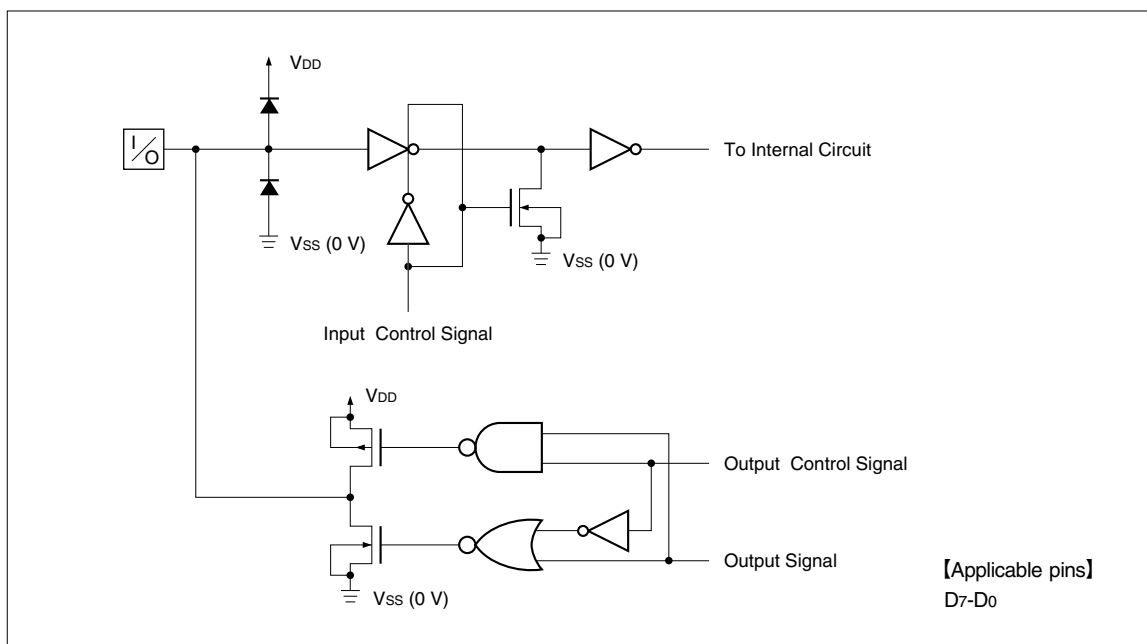 VDD
I/O
To Internal Circuit
VSS (0 V)
VSS (0 V)
Input Control Signal
VDD
Output Control Signal
Output Signal
VSS (0 V)
【Applicable pins】
D7-D0